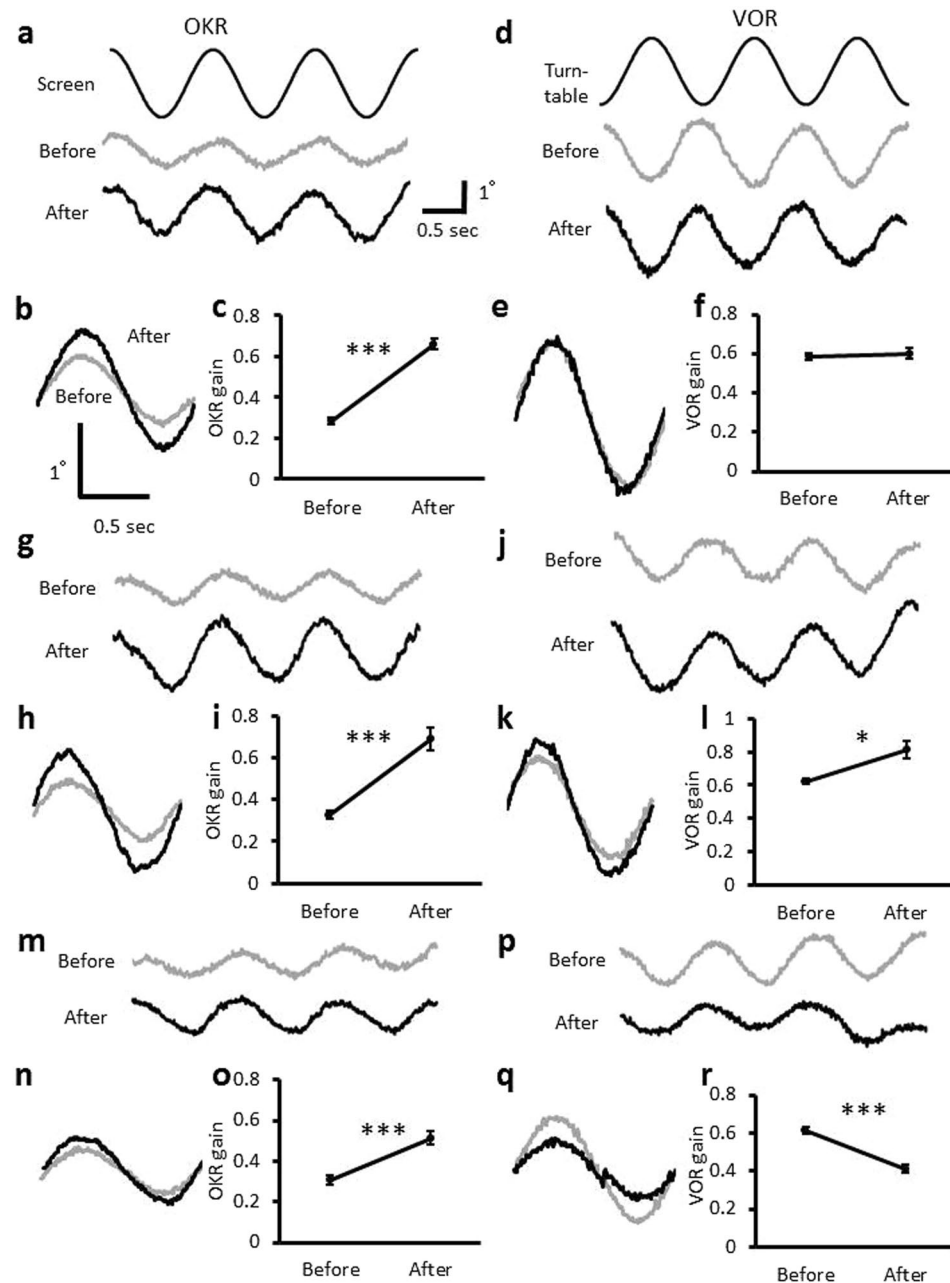 a
OKR
d
VOR
Screen
Turn-
table
Before
Before
After
1°
0.5 sec
After
b
After
Before
1°
0.5 sec
c
0.8
0.6
0.4
0.2
0
OKR gain
***
Before
After
e
f
0.8
0.6
0.4
0.2
0
VOR gain
Before
After
g
Before
After
j
Before
After
h
i
0.8
0.6
0.4
0.2
0
OKR gain
***
Before
After
k
l
1
0.8
0.6
0.4
0.2
0
VOR gain
*
Before
After
m
Before
After
p
Before
After
n
o
0.8
0.6
0.4
0.2
0
OKR gain
***
Before
After
q
r
0.8
0.6
0.4
0.2
0
VOR gain
***
Before
After